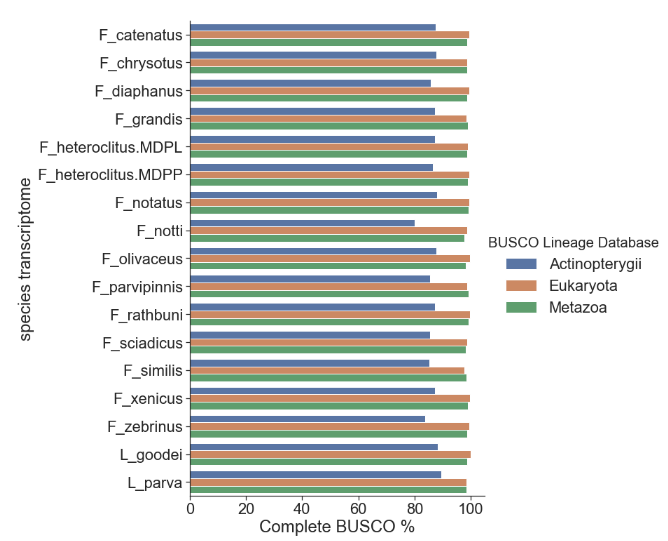 F_catenatus
F_chrysotus
F_diaphanus
F_grandis
F_heteroclitus.MDPL
F_heteroclitus.MDPP
F_notatus
F_notti
F_olivaceus
F_parvipinnis
F_rathbuni
F_sciadicus
F_similis
F_xenicus
F_zebrinus
L_goodei
L_parva
species transcriptome
0 20 40 60 80 100
Complete BUSCO %
BUSCO Lineage Database
Actinopterygii
Eukaryota
Metazoa